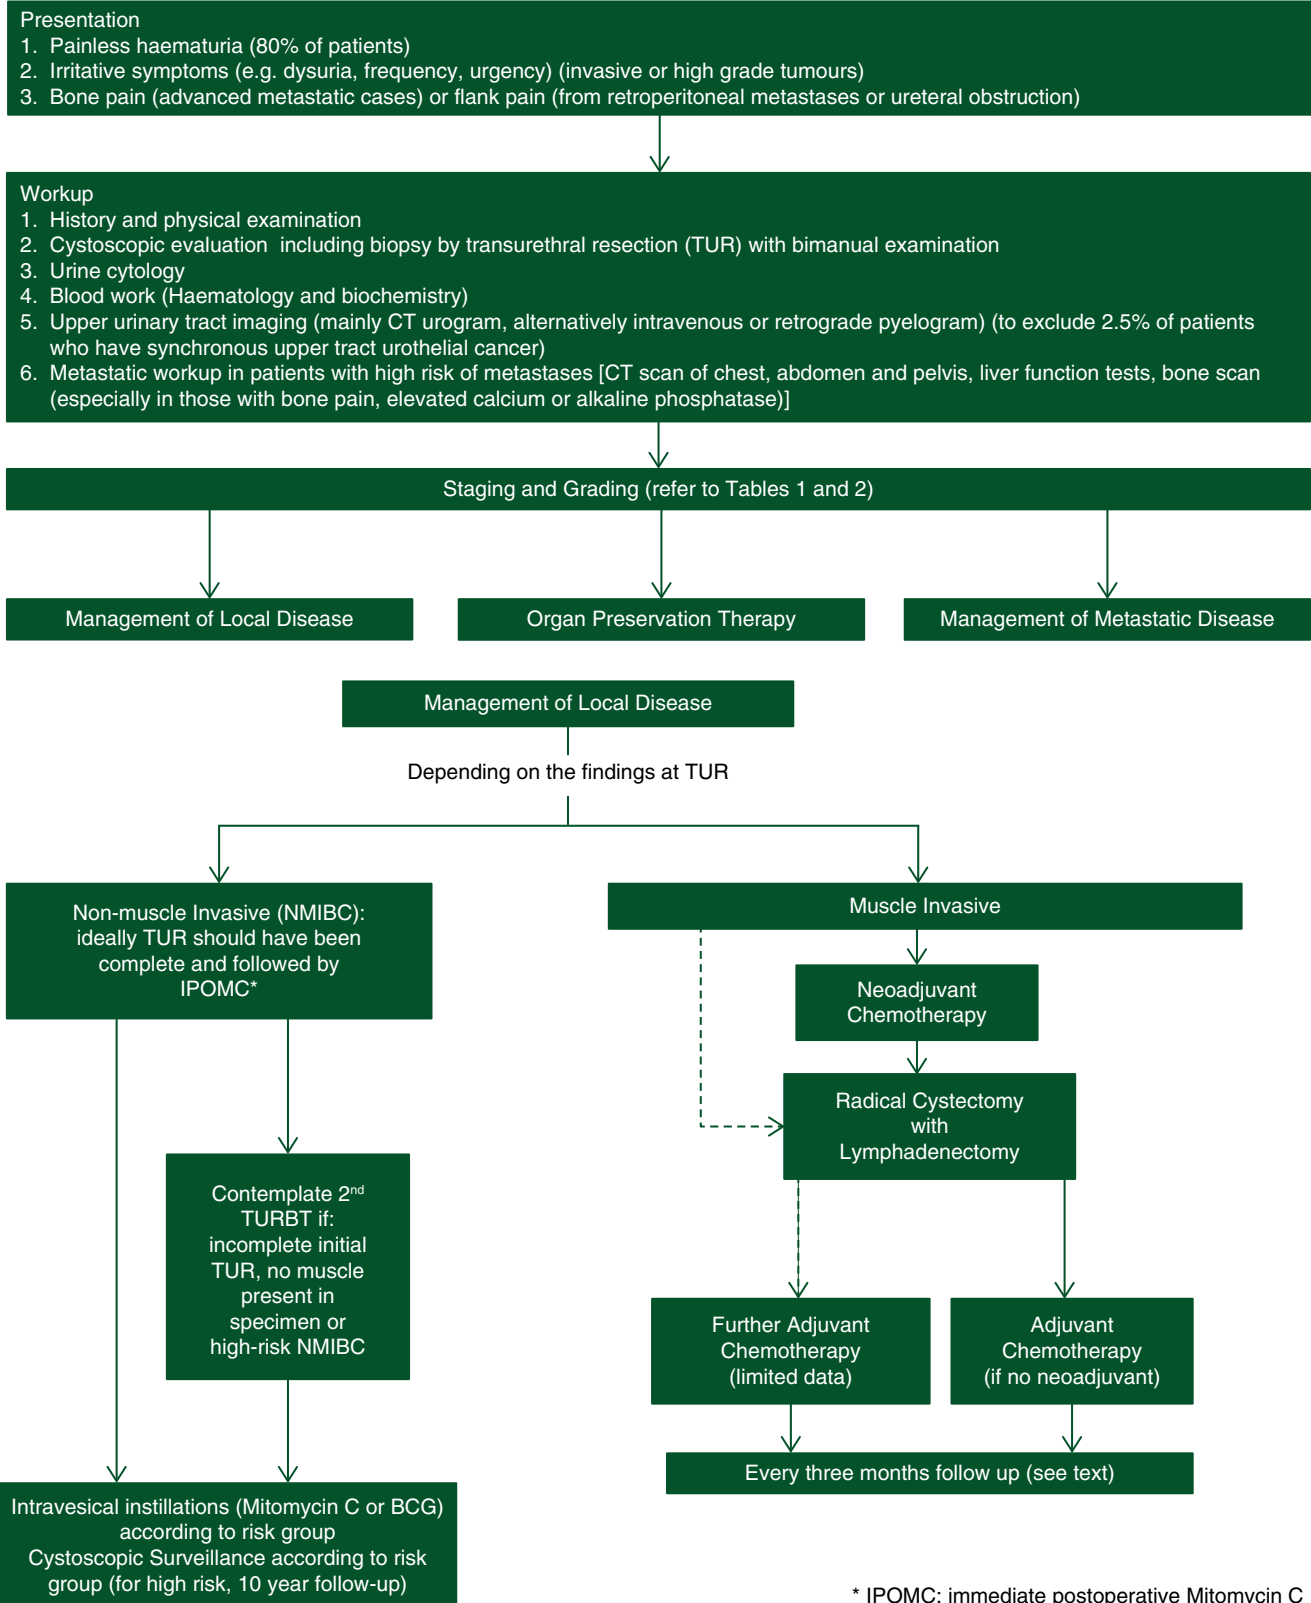 Presentation
1. Painless haematuria (80% of patients)
2. Irritative symptoms (e.g. dysuria, frequency, urgency) (invasive or high grade tumours)
3. Bone pain (advanced metastatic cases) or flank pain (from retroperitoneal metastases or ureteral obstruction)
Workup
1. History and physical examination
2. Cystoscopic evaluation including biopsy by transurethral resection (TUR) with bimanual examination
3. Urine cytology
4. Blood work (Haematology and biochemistry)
5. Upper urinary tract imaging (mainly CT urogram, alternatively intravenous or retrograde pyelogram) (to exclude 2.5% of patients
who have synchronous upper tract urothelial cancer)
6. Metastatic workup in patients with high risk of metastases [CT scan of chest, abdomen and pelvis, liver function tests, bone scan
(especially in those with bone pain, elevated calcium or alkaline phosphatase)]
Staging and Grading (refer to Tables 1 and 2)
Management of Local Disease
Organ Preservation Therapy
Management of Metastatic Disease
Management of Local Disease
Depending on the findings at TUR
Non-muscle Invasive (NMIBC):
ideally TUR should have been
complete and followed by
IPOMC*
Contemplate 2nd
TURBT if:
incomplete initial
TUR, no muscle
present in
specimen or
high-risk NMIBC
Intravesical instillations (Mitomycin C or BCG)
according to risk group
Cystoscopic Surveillance according to risk
group (for high risk, 10 year follow-up)
Muscle Invasive
Neoadjuvant
Chemotherapy
Radical Cystectomy
with
Lymphadenectomy
Further Adjuvant
Chemotherapy
(limited data)
Adjuvant
Chemotherapy
(if no neoadjuvant)
Every three months follow up (see text)
* IPOMC: immediate postoperative Mitomycin C